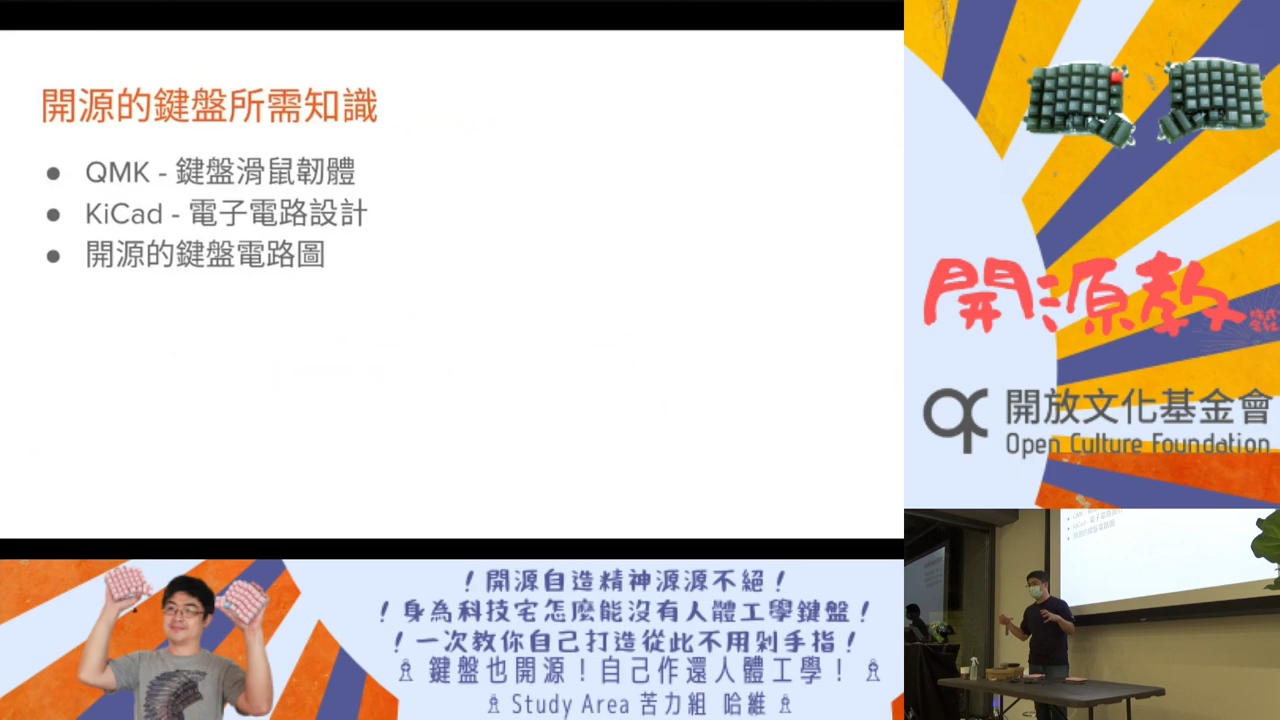 開源的鍵盤所需知識
● QMK - 鍵盤滑鼠韌體
● KiCad - 電子電路設計
● 開源的鍵盤電路圖
開源教
株式会社
開放文化基金會
Open Culture Foundation
！開源自造精神源源不絕！
！身為科技宅怎麼能沒有人體工學鍵盤！
！一次教你自己打造從此不用剁手指！
鍵盤也開源！自己作還人體工學！
Study Area 苦力組 哈維